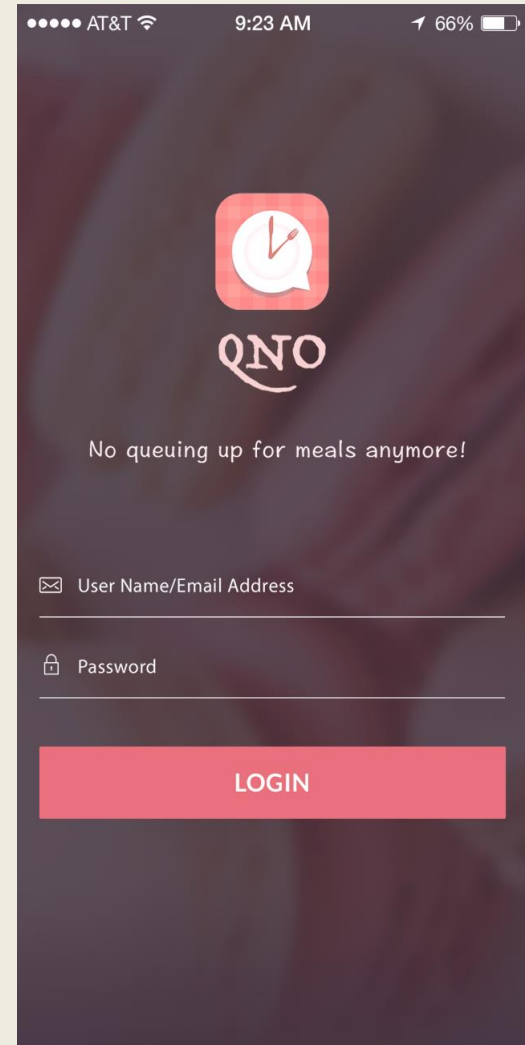 AT&T 9:23 AM 66%
QNO
No queuing up for meals anymore!
User Name/Email Address
Password
LOGIN